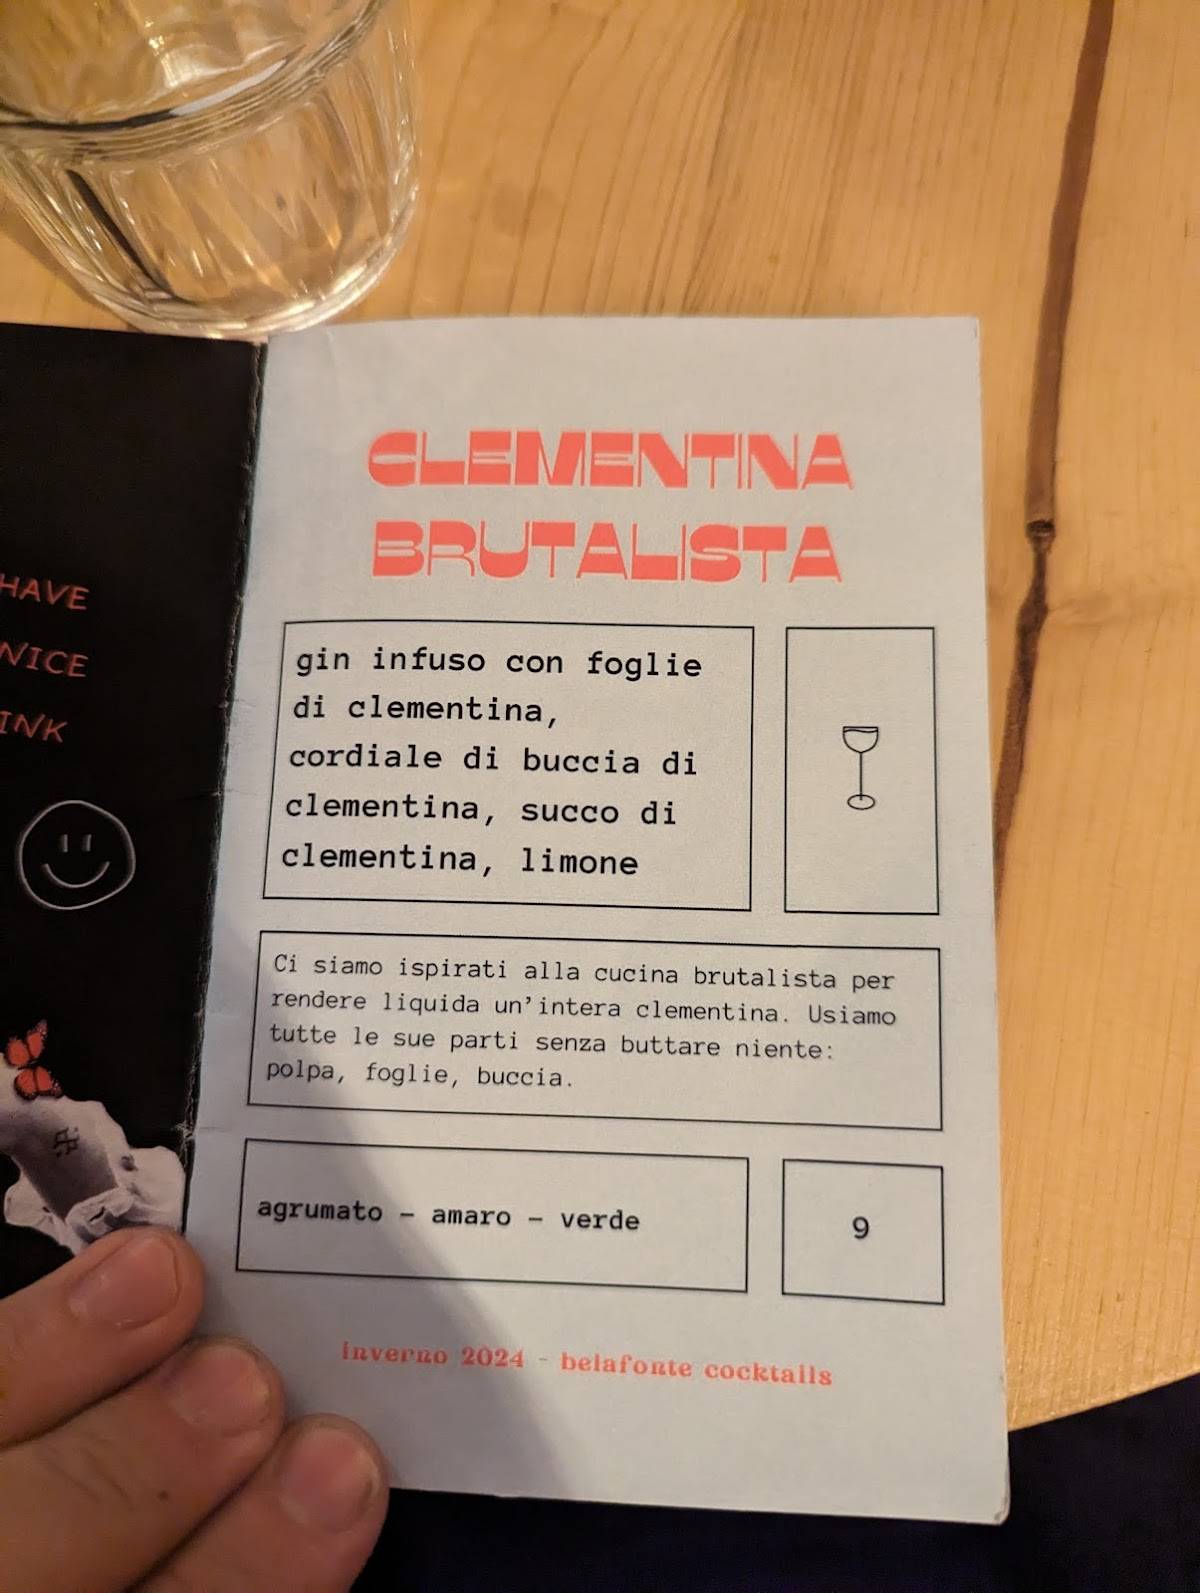 HAVE
NICE
INK
CLEMENTINA
BRUTALISTA
gin infuso con foglie
di clementina,
cordiale di buccia di
clementina, succo di
clementina, limone
Ci siamo ispirati alla cucina brutalista per
rendere liquida un'intera clementina. Usiamo
tutte le sue parti senza buttare niente:
polpa, foglie, buccia.
agrumato – amaro – verde
9
inverno 2024 - belafonte cocktails